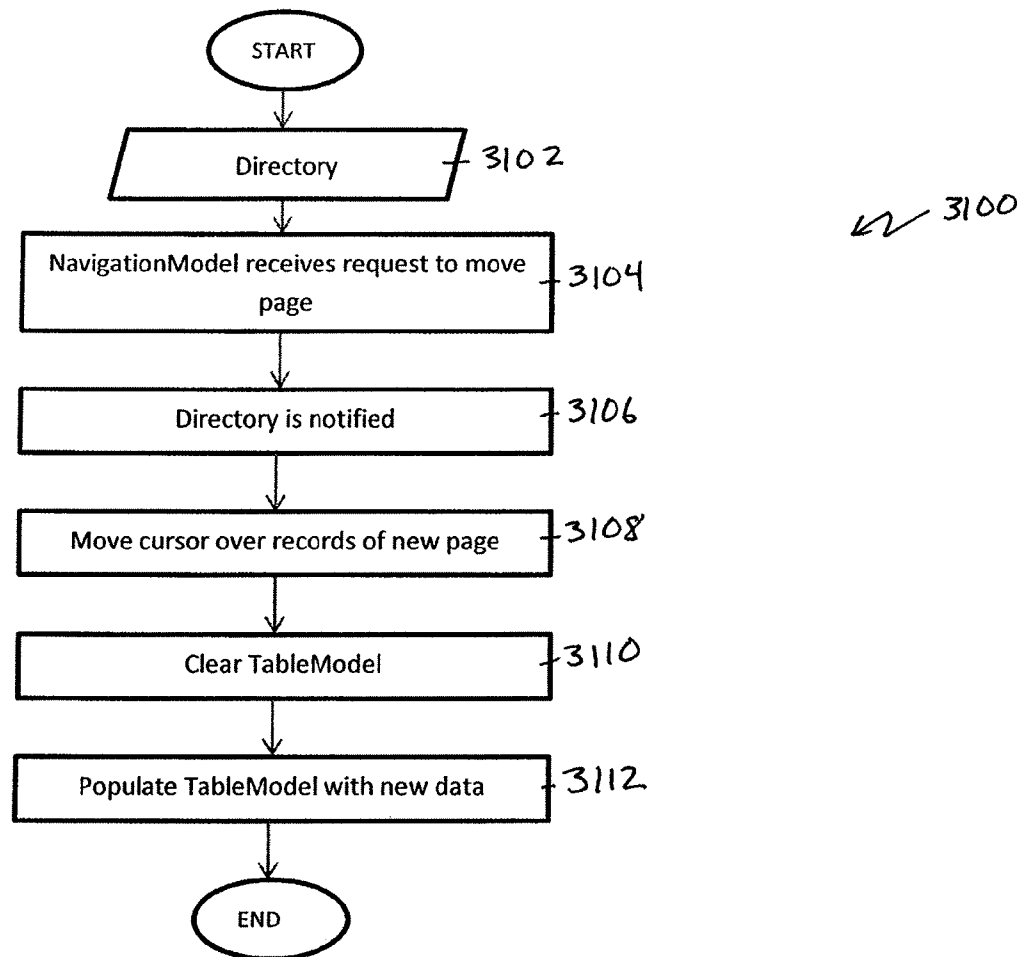 START
Directory
3102
3100
NavigationModel receives request to move
page
3104
Directory is notified
3106
Move cursor over records of new page
3108
Clear TableModel
3110
Populate TableModel with new data
3112
END